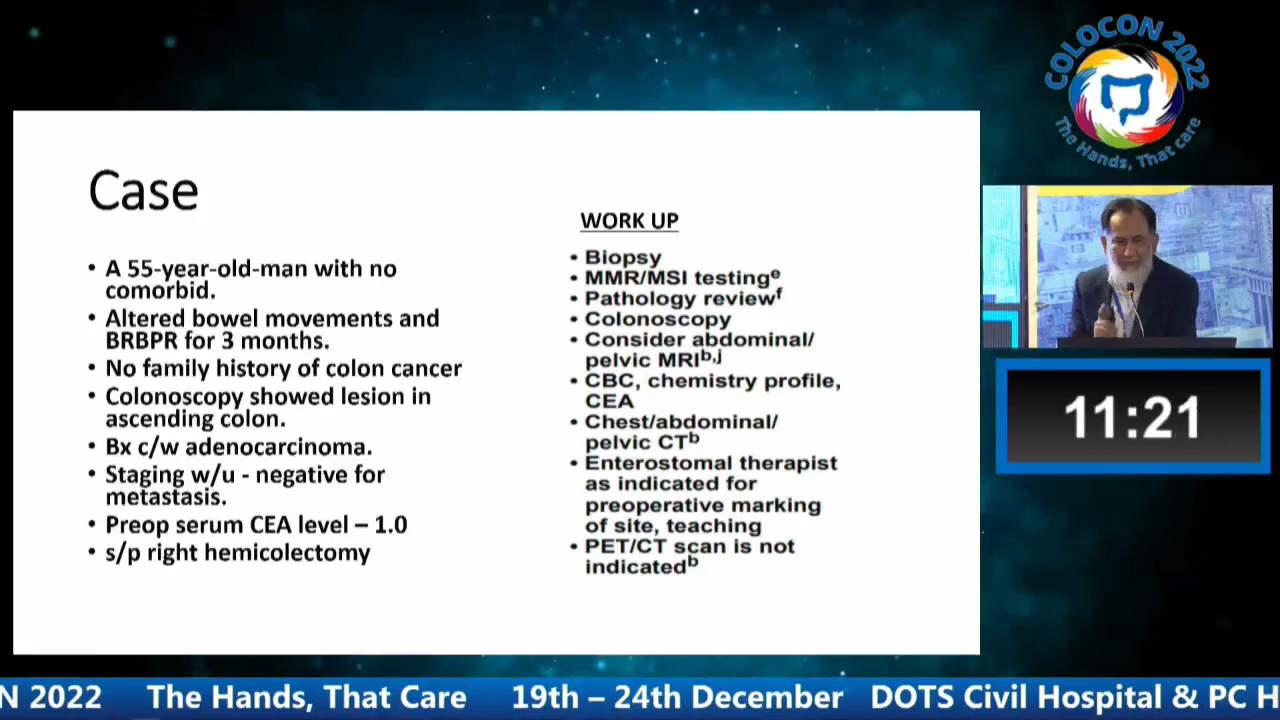 COLOCON 2022
The Hands, That care
Case
• A 55-year-old-man with no
comorbid.
• Altered bowel movements and
BRBPR for 3 months.
• No family history of colon cancer
• Colonoscopy showed lesion in
ascending colon.
• Bx c/w adenocarcinoma.
• Staging w/u - negative for
metastasis.
• Preop serum CEA level – 1.0
• s/p right hemicolectomy
WORK UP
• Biopsy
• MMR/MSI testingᵉ
• Pathology reviewᶠ
• Colonoscopy
• Consider abdominal/
pelvic MRIᵇ,ʲ
• CBC, chemistry profile,
CEA
• Chest/abdominal/
pelvic CTᵇ
• Enterostomal therapist
as indicated for
preoperative marking
of site, teaching
• PET/CT scan is not
indicatedᵇ
11:21
N 2022 The Hands, That Care 19th – 24th December DOTS Civil Hospital & PC H